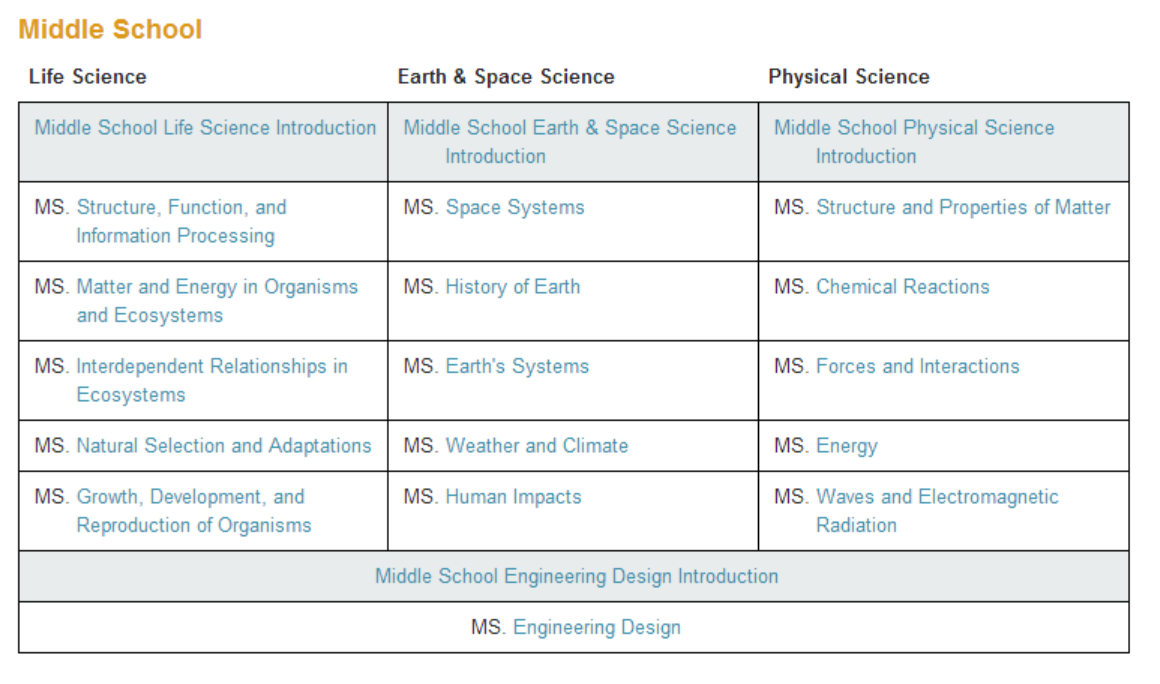 Middle School
Life Science
Earth & Space Science
Physical Science
Middle School Life Science Introduction
Middle School Earth & Space Science
Introduction
Middle School Physical Science
Introduction
MS. Structure, Function, and
Information Processing
MS. Space Systems
MS. Structure and Properties of Matter
MS. Matter and Energy in Organisms
and Ecosystems
MS. History of Earth
MS. Chemical Reactions
MS. Interdependent Relationships in
Ecosystems
MS. Earth's Systems
MS. Forces and Interactions
MS. Natural Selection and Adaptations
MS. Weather and Climate
MS. Energy
MS. Growth, Development, and
Reproduction of Organisms
MS. Human Impacts
MS. Waves and Electromagnetic
Radiation
Middle School Engineering Design Introduction
MS. Engineering Design